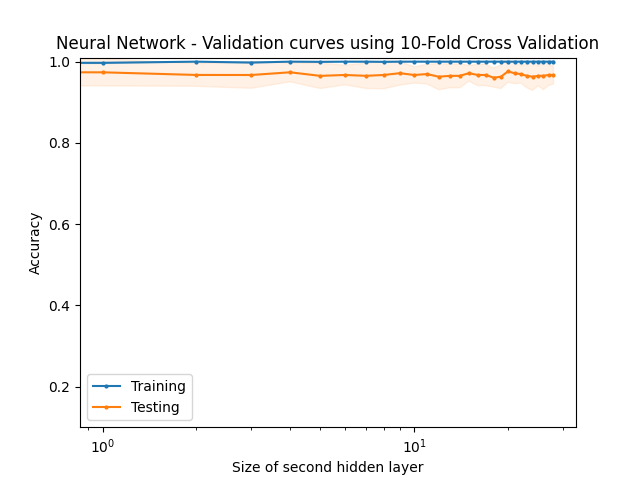 Neural Network - Validation curves using 10-Fold Cross Validation
1.0
0.8
0.6
0.4
0.2
Accuracy
Training
Testing
10⁰
10¹
Size of second hidden layer